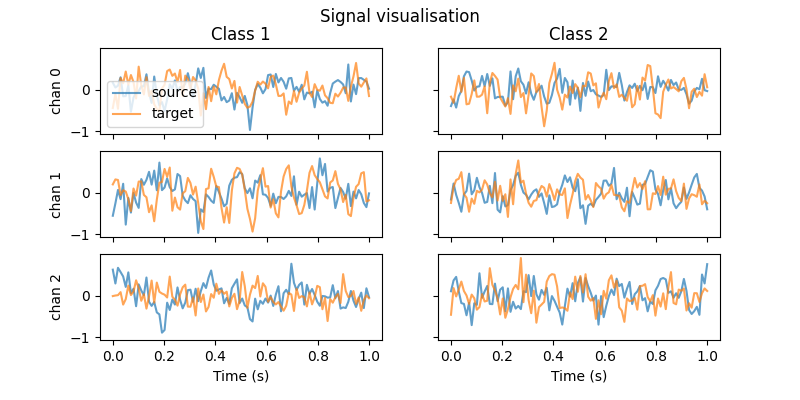 Signal visualisation
Class 1
Class 2
chan 0
0
−1
source
target
chan 1
0
−1
chan 2
0
−1
0.0 0.2 0.4 0.6 0.8 1.0
0.0 0.2 0.4 0.6 0.8 1.0
Time (s)
Time (s)